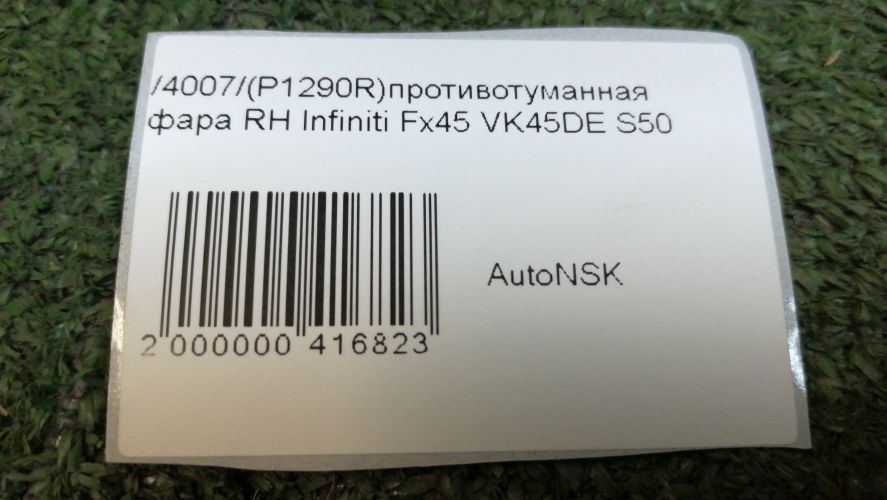 /4007/(P1290R)противотуманная
фара RH Infiniti Fx45 VK45DE S50
AutoNSK
2 000000 416823